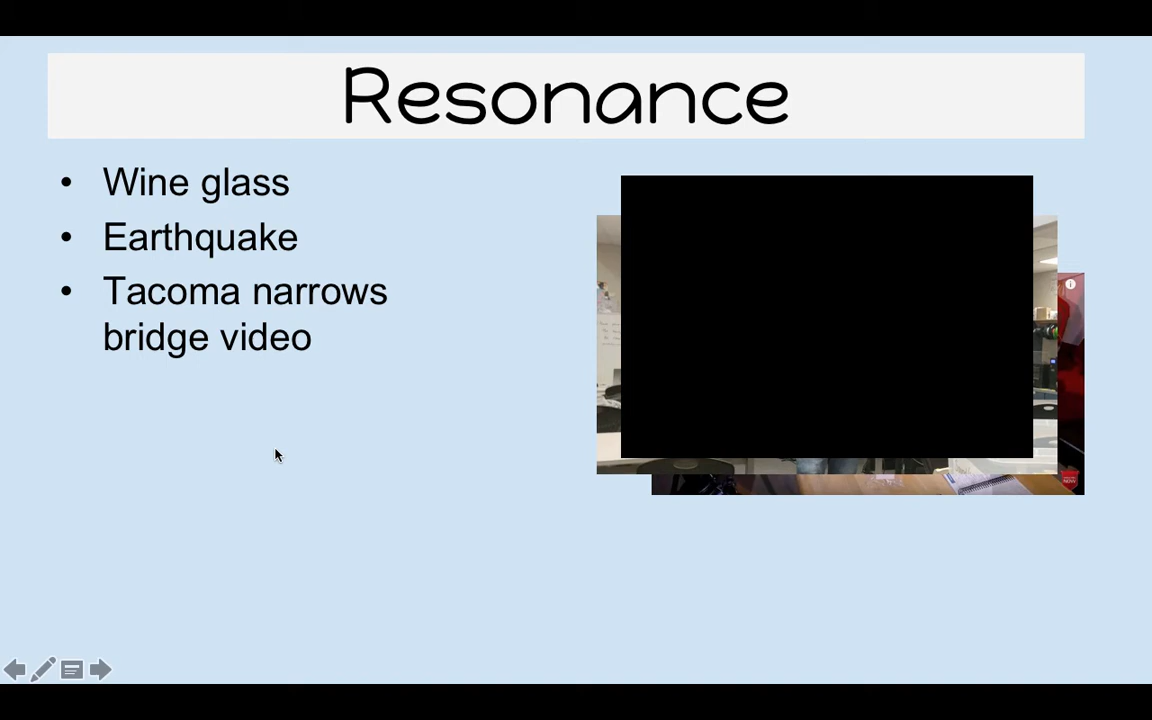 Resonance
• Wine glass
• Earthquake
• Tacoma narrows
bridge video